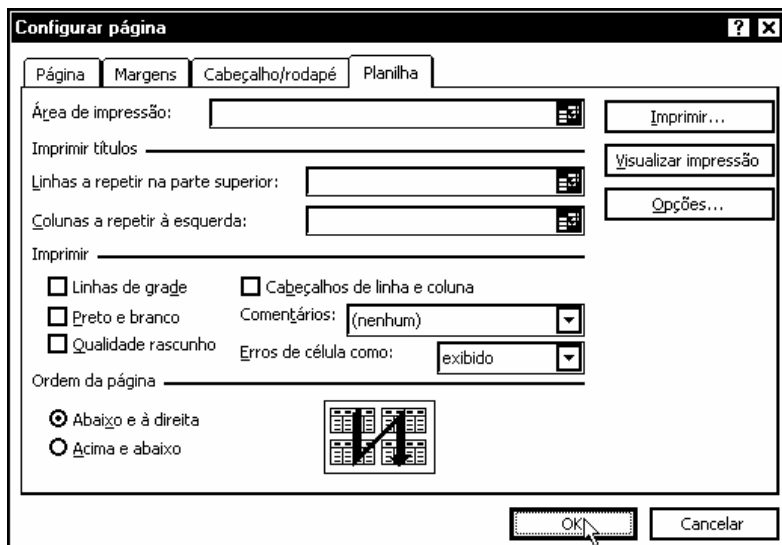 Configurar página
Página Margens Cabeçalho/rodapé Planilha
Área de impressão: Imprimir...
Imprimir títulos Visualizar impressão
Linhas a repetir na parte superior:
Opções...
Colunas a repetir à esquerda:
Imprimir
Linhas de grade Cabeçalhos de linha e coluna
Preto e branco Comentários: (nenhum)
Qualidade rascunho Erros de célula como: exibido
Ordem da página
Abaixo e à direita
Acima e abaixo
OK Cancelar